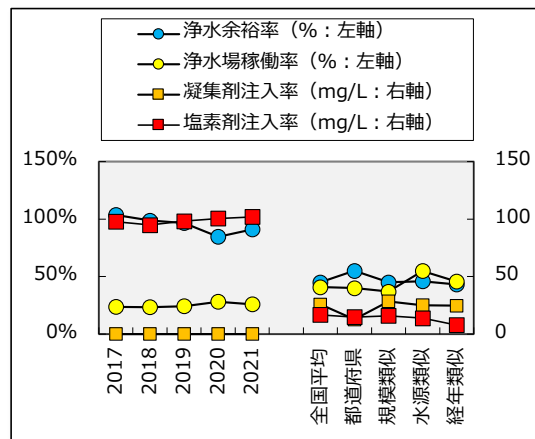 浄水余裕率（%：左軸）
浄水場稼働率（%：左軸）
凝集剤注入率（mg/L：右軸）
塩素剤注入率（mg/L：右軸）
150%
100%
50%
0%
150
100
50
0
2017
2018
2019
2020
2021
全国平均
都道府県
規模類似
水源類似
経年類似